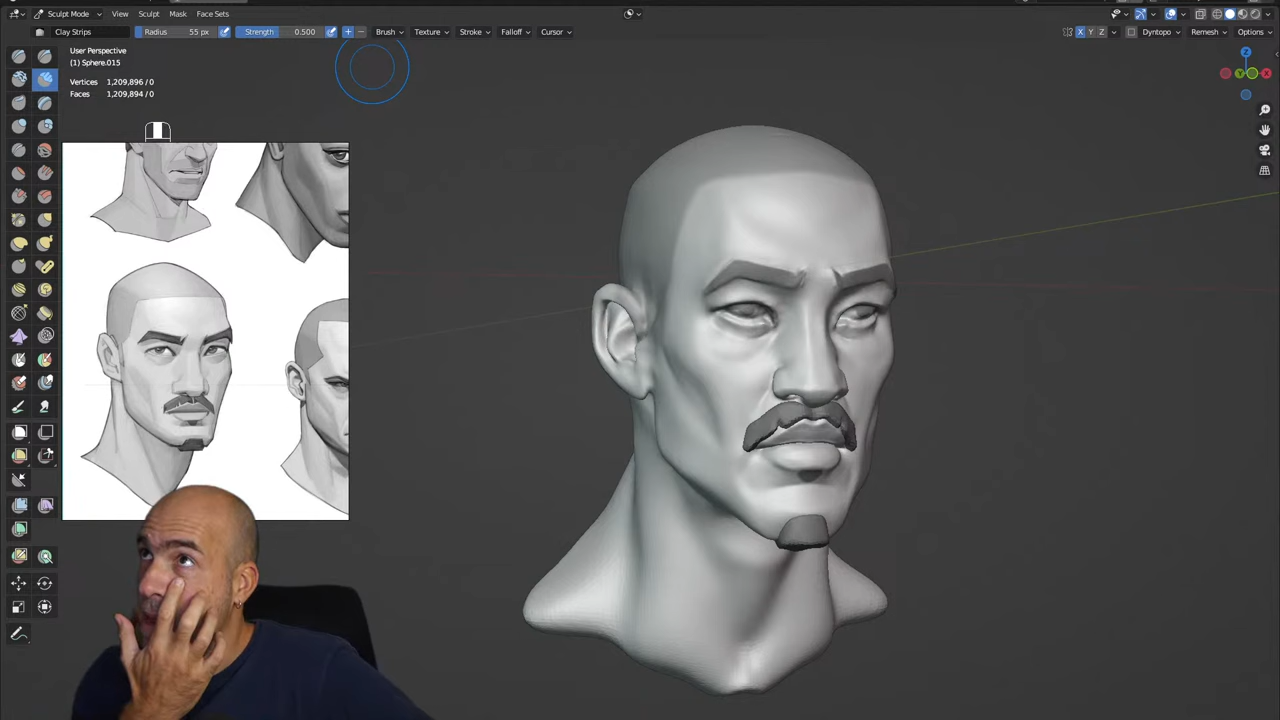 Sculpt Mode View Sculpt Mask Face Sets
Clay Strips Radius 55 px Strength 0.500 Brush Texture Stroke Falloff Cursor X Y Z Dyntopo Remesh Options
User Perspective
(1) Sphere.015
Vertices 1,209,896 / 0
Faces 1,209,894 / 0
Z
Y X